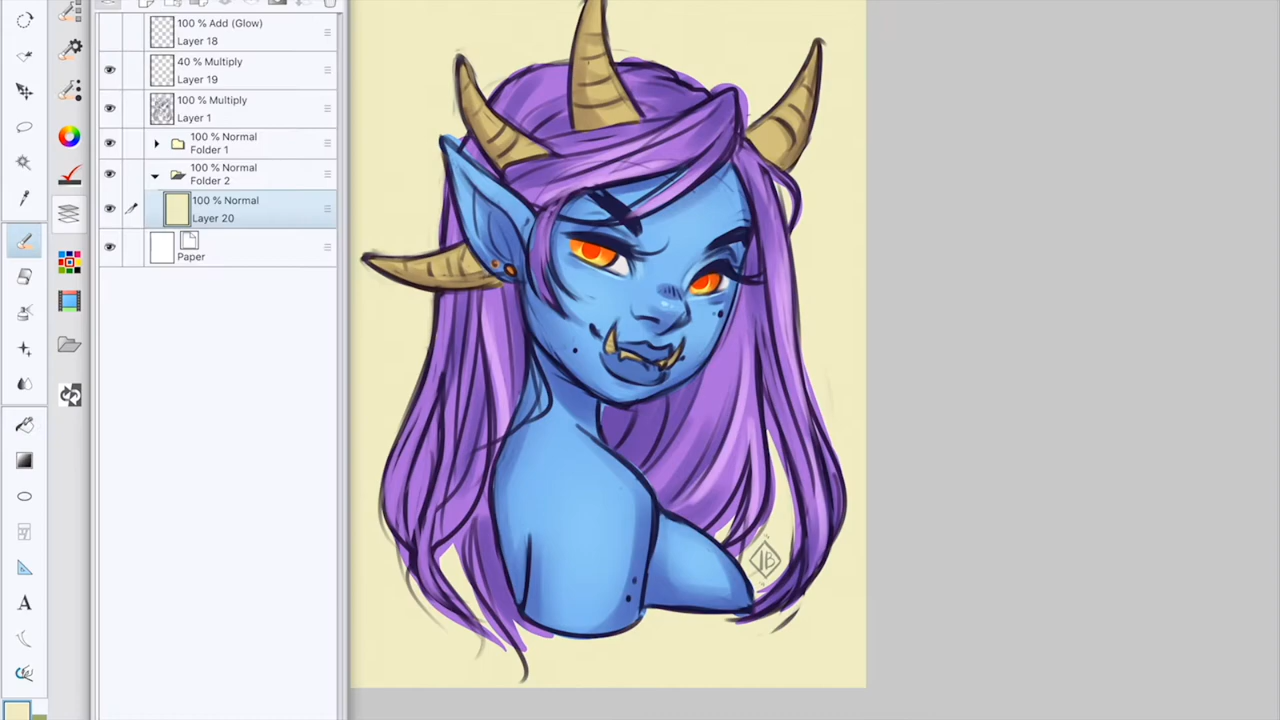 100 % Add (Glow)
Layer 18
40 % Multiply
Layer 19
100 % Multiply
Layer 1
100 % Normal
Folder 1
100 % Normal
Folder 2
100 % Normal
Layer 20
Paper
A
JB